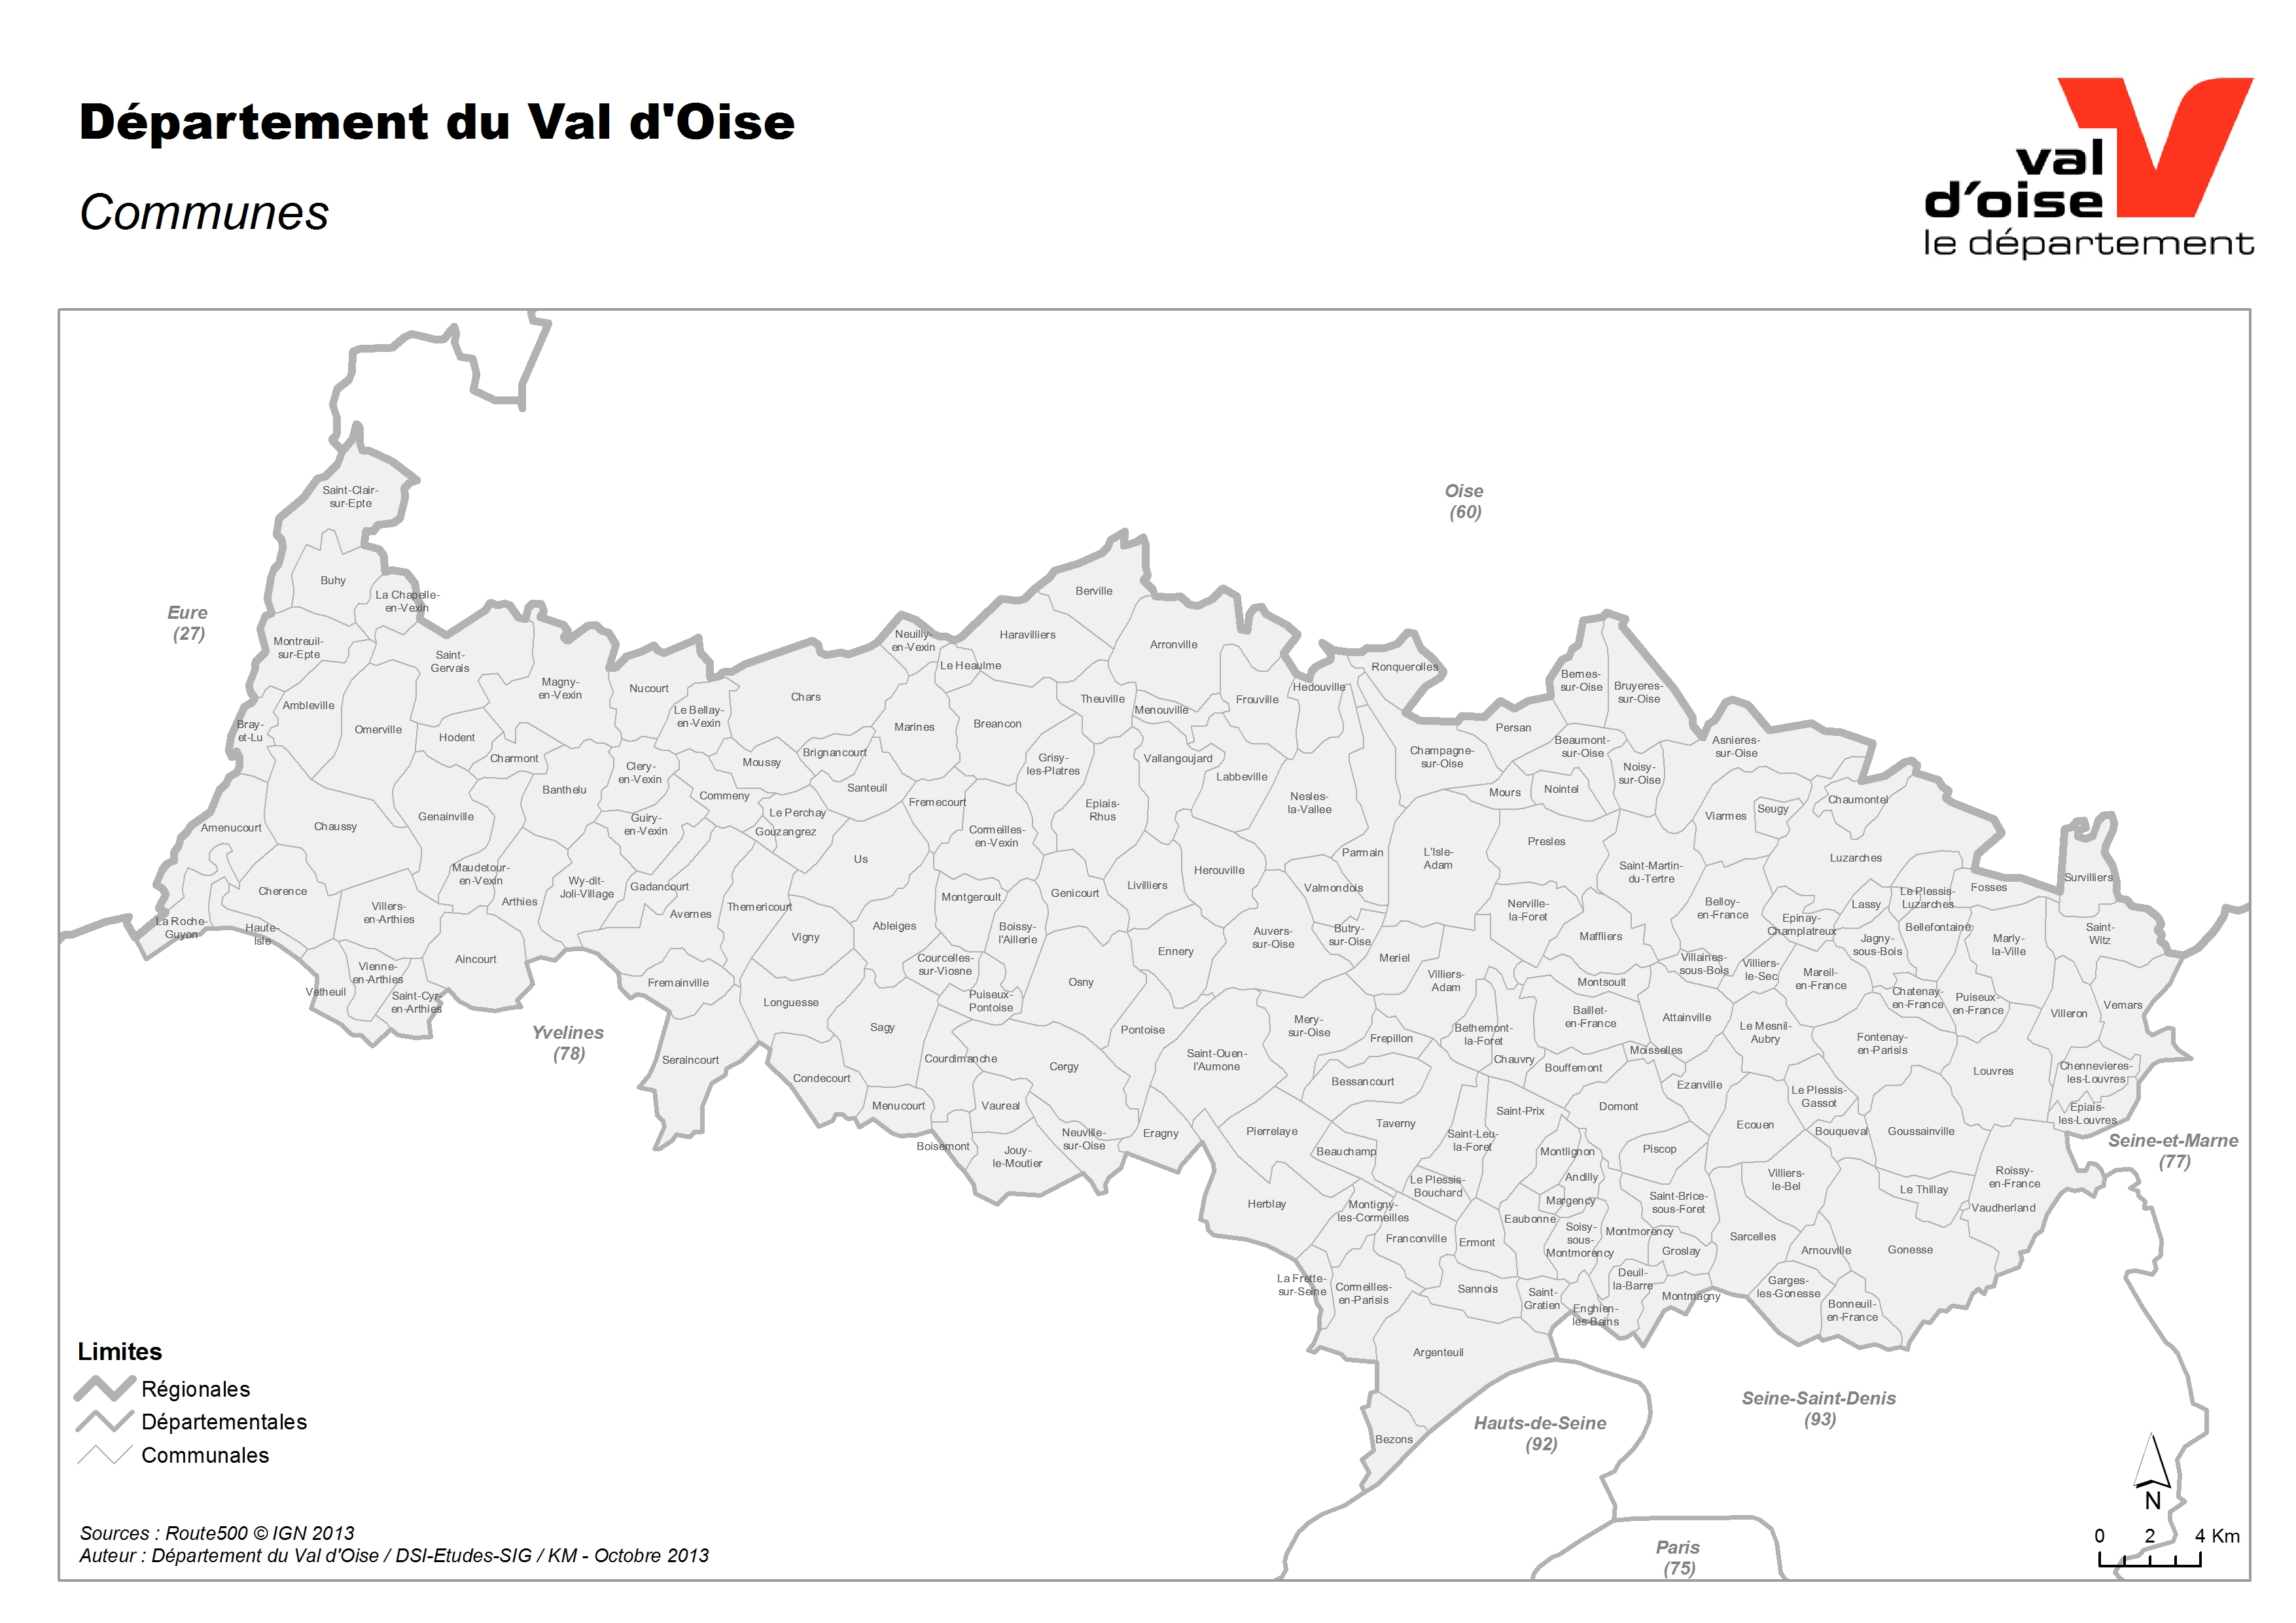 Département du Val d'Oise
Communes
val
d'oise
le département
Oise
(60)
Eure
(27)
Yvelines
(78)
Seine-et-Marne
(77)
Hauts-de-Seine
(92)
Seine-Saint-Denis
(93)
Paris
(75)
Saint-Clair-
sur-Epte
Buhy
La Chapelle-
en-Vexin
Montreuil-
sur-Epte
Saint-
Gervais
Magny-
en-Vexin
Ambleville
Bray-
et-Lu
Omerville
Hodent
Charmont
Nucourt
Le Bellay-
en-Vexin
Chars
Neuilly-
en-Vexin
Le Heaulme
Haravilliers
Berville
Arronville
Marines
Breancon
Theuville
Menouville
Frouville
Hedouville
Ronquerolles
Clery-
en-Vexin
Moussy
Brignancourt
Santeuil
Banthelu
Commeny
Le Perchay
Gouzangrez
Guiry-
en-Vexin
Fremecourt
Grisy-
les-Platres
Epiais-
Rhus
Vallangoujard
Labbeville
Nesles-
la-Vallee
Champagne-
sur-Oise
Persan
Bernes-
sur-Oise
Bruyeres-
sur-Oise
Beaumont-
sur-Oise
Noisy-
sur-Oise
Asnieres-
sur-Oise
Mours
Nointel
Viarmes
Seugy
Chaumontel
Amenucourt
Chaussy
Genainville
Cherence
Villers-
en-Arthies
Maudetour-
en-Vexin
Arthies
Wy-dit-
Joli-Village
Gadancourt
Avernes
Themericourt
Us
Cormeilles-
en-Vexin
Montgeroult
Genicourt
Livilliers
Herouville
Valmondois
Parmain
L'Isle-
Adam
Presles
Saint-Martin-
du-Tertre
Luzarches
La Roche-
Guyon
Haute-
Isle
Vetheuil
Vienne-
en-Arthies
Saint-Cyr-
en-Arthies
Aincourt
Fremainville
Vigny
Ableiges
Boissy-
l'Aillerie
Courcelles-
sur-Viosne
Puiseux-
Pontoise
Longuesse
Seraincourt
Sagy
Condecourt
Osny
Ennery
Auvers-
sur-Oise
Butry-
sur-Oise
Meriel
Villiers-
Adam
Nerville-
la-Foret
Maffliers
Belloy-
en-France
Epinay-
Champlatreux
Lassy
Le Plessis-
Luzarches
Fosses
Survilliers
Jagny-
sous-Bois
Bellefontaine
Marly-
la-Ville
Saint-
Witz
Villaines-
sous-Bois
Villiers-
le-Sec
Mareil-
en-France
Chatenay-
en-France
Puiseux-
en-France
Villeron
Vemars
Montsoult
Baillet-
en-France
Attainville
Le Mesnil-
Aubry
Fontenay-
en-Parisis
Louvres
Chennevieres-
les-Louvres
Epiais-
les-Louvres
Pontoise
Courdimanche
Cergy
Saint-Ouen-
l'Aumone
Mery-
sur-Oise
Frepillon
Bethemont-
la-Foret
Chauvry
Bouffemont
Moisselles
Ezanville
Domont
Menucourt
Vaureal
Boisemont
Jouy-
le-Moutier
Neuville-
sur-Oise
Eragny
Bessancourt
Taverny
Pierrelaye
Beauchamp
Saint-Leu-
la-Foret
Saint-Prix
Montlignon
Andilly
Margency
Piscop
Ecouen
Le Plessis-
Gassot
Bouqueval
Goussainville
Villiers-
le-Bel
Le Thillay
Roissy-
en-France
Vaudherland
Herblay
Montigny-
les-Cormeilles
Le Plessis-
Bouchard
Franconville
Ermont
Eaubonne
Soisy-
sous-
Montmorency
Montmorency
Saint-Brice-
sous-Foret
Groslay
Sarcelles
Arnouville
Gonesse
La Frette-
sur-Seine
Cormeilles-
en-Parisis
Sannois
Saint-
Gratien
Enghien-
les-Bains
Deuil-
la-Barre
Montmagny
Garges-
les-Gonesse
Bonneuil-
en-France
Argenteuil
Bezons
Limites
Régionales
Départementales
Communales
Sources : Route500 © IGN 2013
Auteur : Département du Val d'Oise / DSI-Etudes-SIG / KM - Octobre 2013
N
0 2 4 Km